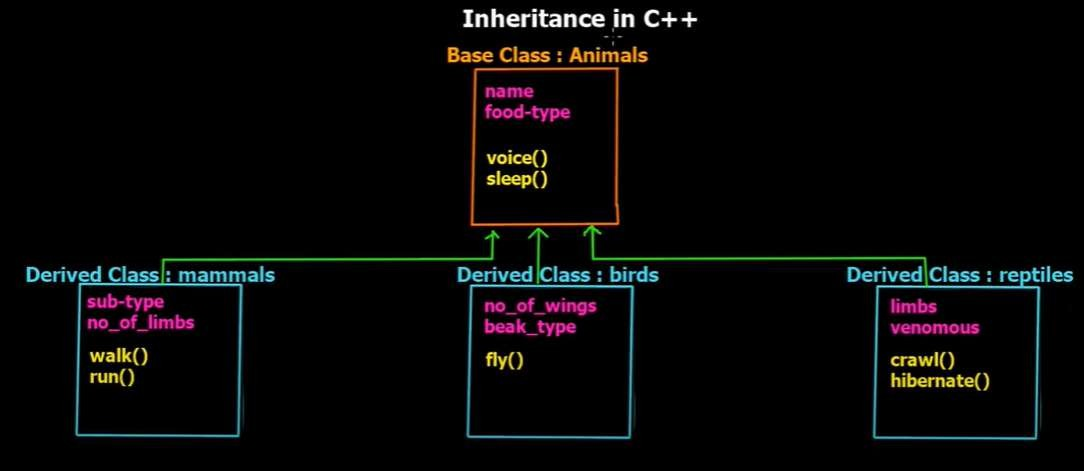 Inheritance in C++
Base Class : Animals
name
food-type
voice()
sleep()
Derived Class : mammals
sub-type
no_of_limbs
walk()
run()
Derived Class : birds
no_of_wings
beak_type
fly()
Derived Class : reptiles
limbs
venomous
crawl()
hibernate()